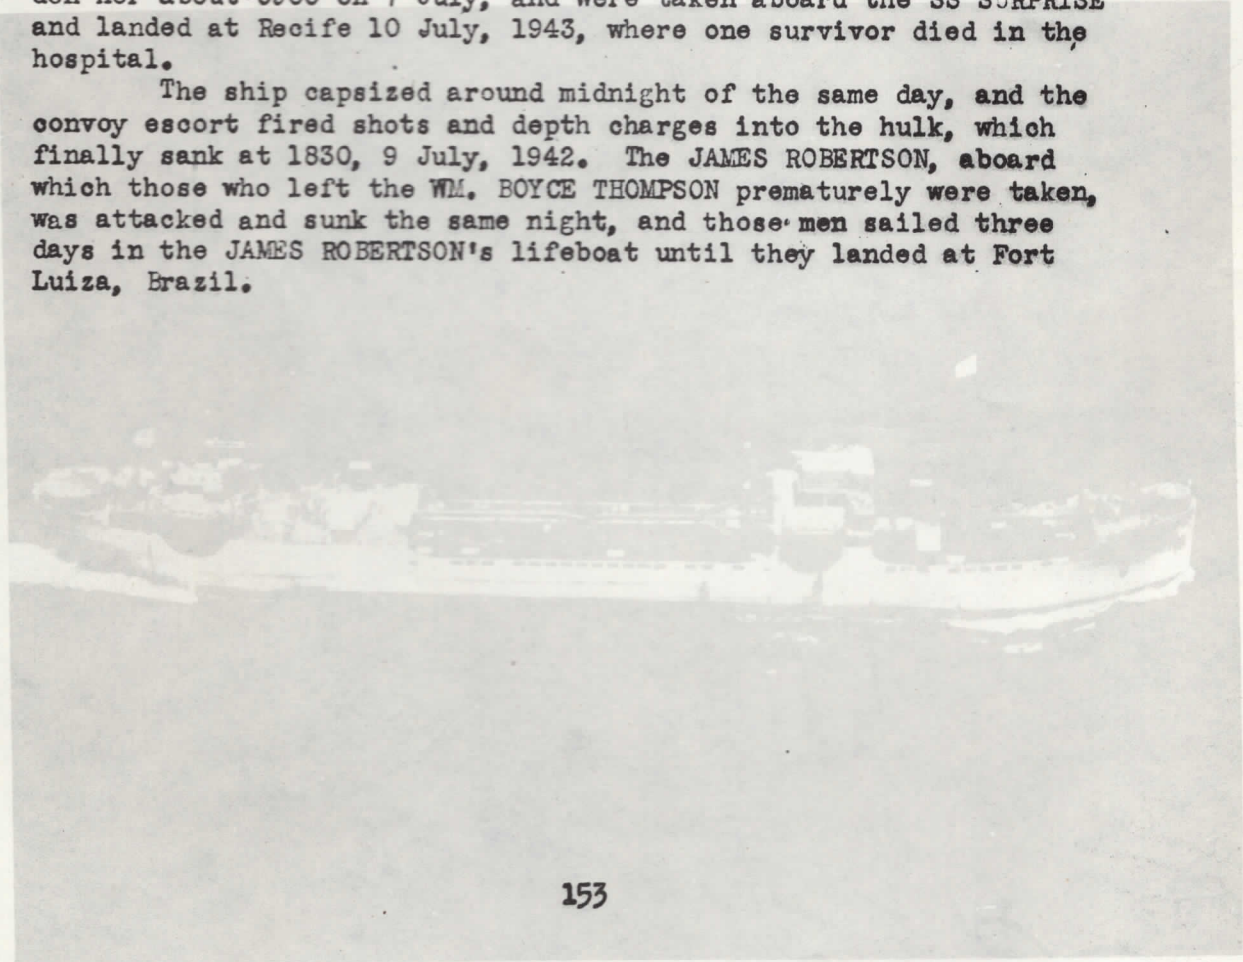 and landed at Recife 10 July, 1943, where one survivor died in the
hospital.
The ship capsized around midnight of the same day, and the
convoy escort fired shots and depth charges into the hulk, which
finally sank at 1830, 9 July, 1942. The JAMES ROBERTSON, aboard
which those who left the WM. BOYCE THOMPSON prematurely were taken,
was attacked and sunk the same night, and those men sailed three
days in the JAMES ROBERTSON's lifeboat until they landed at Fort
Luiza, Brazil.
153